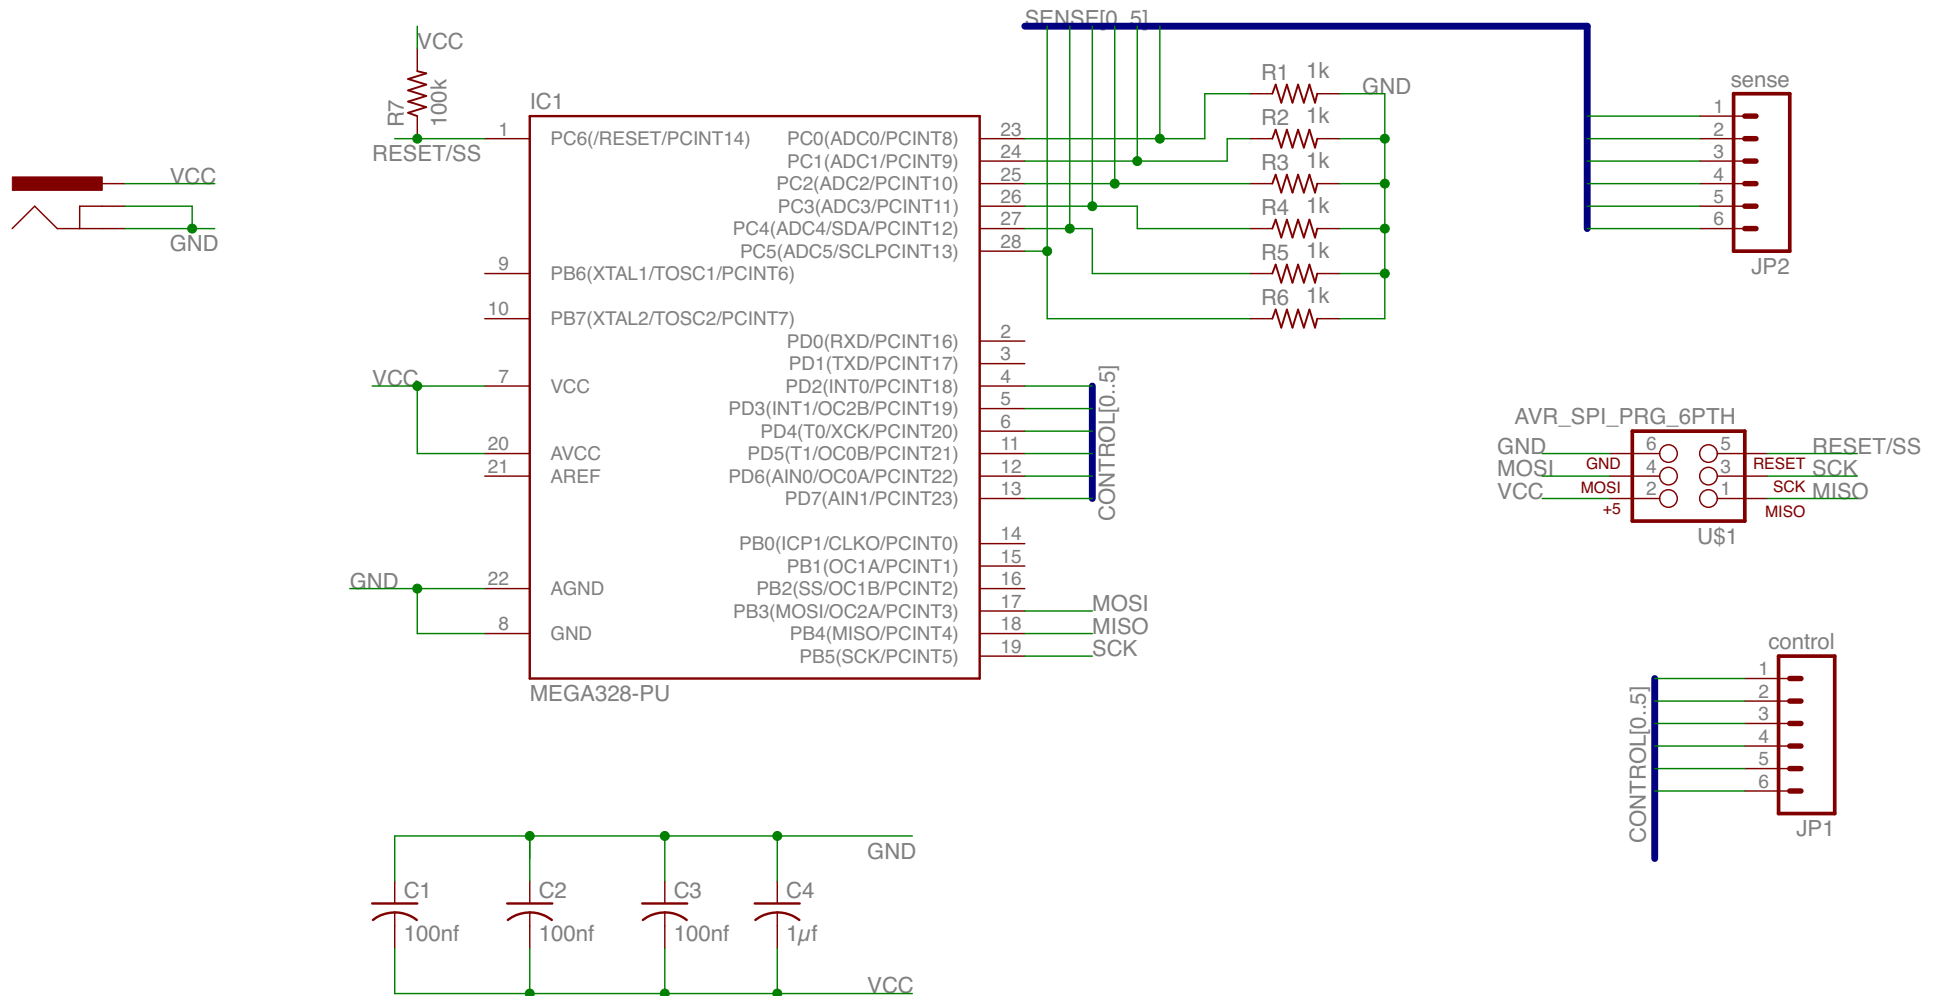 SENSE[0..5]
VCC
R7
100k
RESET/SS
VCC
GND
IC1
1
PC6(/RESET/PCINT14)
9
PB6(XTAL1/TOSC1/PCINT6)
10
PB7(XTAL2/TOSC2/PCINT7)
VCC
7
VCC
20
AVCC
21
AREF
GND
22
AGND
8
GND
PC0(ADC0/PCINT8)
23
PC1(ADC1/PCINT9)
24
PC2(ADC2/PCINT10)
25
PC3(ADC3/PCINT11)
26
PC4(ADC4/SDA/PCINT12)
27
PC5(ADC5/SCLPCINT13)
28
PD0(RXD/PCINT16)
2
PD1(TXD/PCINT17)
3
PD2(INT0/PCINT18)
4
PD3(INT1/OC2B/PCINT19)
5
PD4(T0/XCK/PCINT20)
6
PD5(T1/OC0B/PCINT21)
11
PD6(AIN0/OC0A/PCINT22)
12
PD7(AIN1/PCINT23)
13
PB0(ICP1/CLKO/PCINT0)
14
PB1(OC1A/PCINT1)
15
PB2(SS/OC1B/PCINT2)
16
PB3(MOSI/OC2A/PCINT3)
17
MOSI
PB4(MISO/PCINT4)
18
MISO
PB5(SCK/PCINT5)
19
SCK
MEGA328-PU
CONTROL[0..5]
R1 1k
GND
R2 1k
R3 1k
R4 1k
R5 1k
R6 1k
sense
1
2
3
4
5
6
JP2
AVR_SPI_PRG_6PTH
GND
GND
6
5
RESET
RESET/SS
MOSI
MOSI
4
3
SCK
SCK
VCC
+5
2
1
MISO
MISO
U$1
control
CONTROL[0..5]
1
2
3
4
5
6
JP1
GND
C1
100nf
C2
100nf
C3
100nf
C4
1µf
VCC